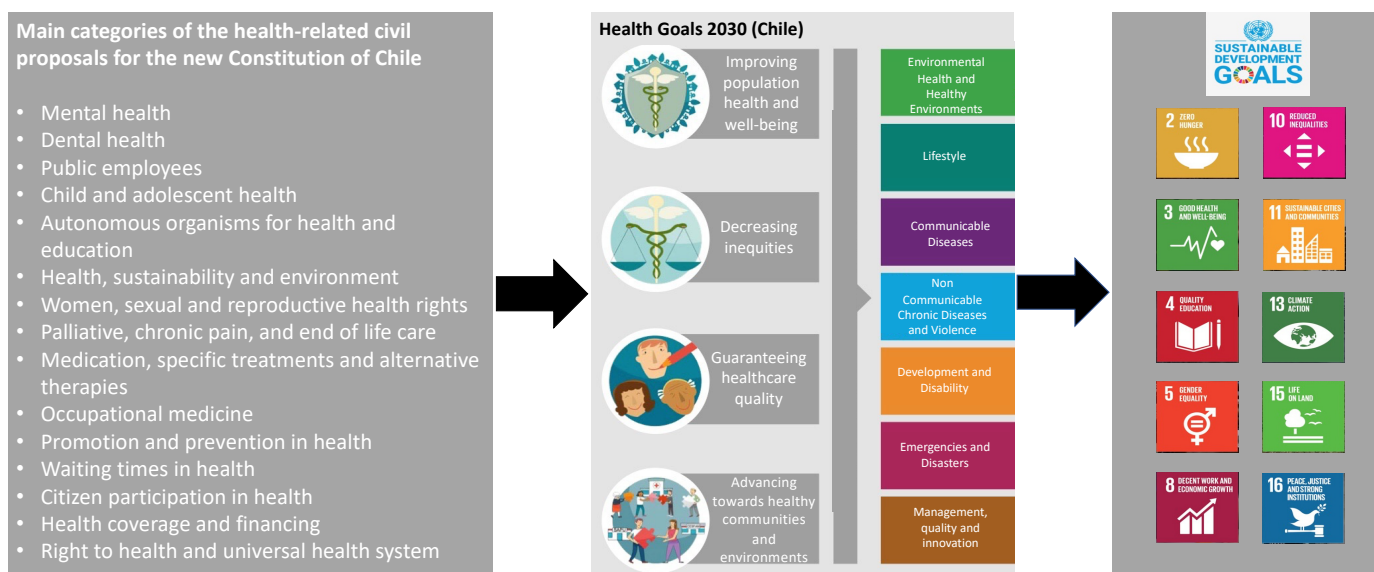 Main categories of the health-related civil
proposals for the new Constitution of Chile
• Mental health
• Dental health
• Public employees
• Child and adolescent health
• Autonomous organisms for health and
education
• Health, sustainability and environment
• Women, sexual and reproductive health rights
• Palliative, chronic pain, and end of life care
• Medication, specific treatments and alternative
therapies
• Occupational medicine
• Promotion and prevention in health
• Waiting times in health
• Citizen participation in health
• Health coverage and financing
• Right to health and universal health system
Health Goals 2030 (Chile)
Improving
population
health and
well-being
Decreasing
inequities
Guaranteeing
healthcare
quality
Advancing
towards healthy
communities
and
environments
Environmental
Health and
Healthy
Environments
Lifestyle
Communicable
Diseases
Non
Communicable
Chronic Diseases
and Violence
Development and
Disability
Emergencies and
Disasters
Management,
quality and
innovation
SUSTAINABLE
DEVELOPMENT
GOALS
2 ZERO
HUNGER
3 GOOD HEALTH
AND WELL-BEING
4 QUALITY
EDUCATION
5 GENDER
EQUALITY
8 DECENT WORK AND
ECONOMIC GROWTH
10 REDUCED
INEQUALITIES
11 SUSTAINABLE CITIES
AND COMMUNITIES
13 CLIMATE
ACTION
15 LIFE
ON LAND
16 PEACE, JUSTICE
AND STRONG
INSTITUTIONS